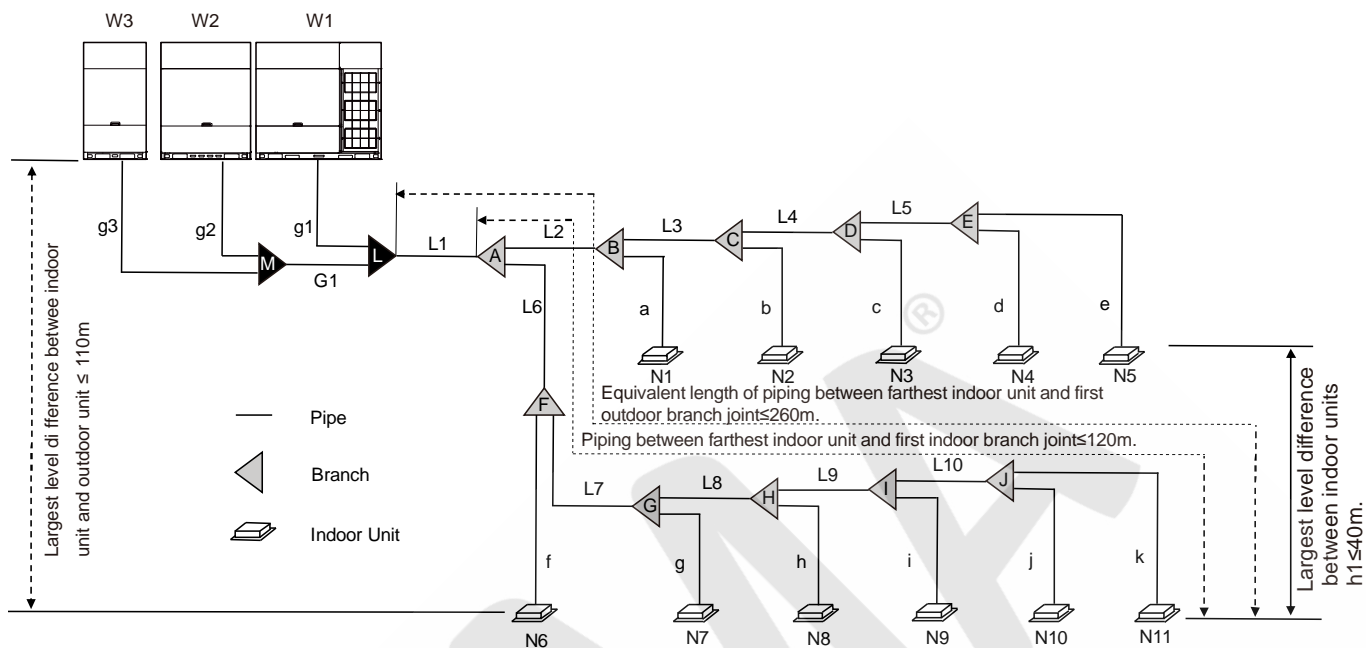 W3
W2
W1
g3
g2
g1
M
G1
L
L1
A
L2
B
L3
C
L4
D
L5
E
L6
a
b
c
d
e
N1
N2
N3
N4
N5
®
Equivalent length of piping between farthest indoor unit and first
outdoor branch joint≤260m.
Piping between farthest indoor unit and first indoor branch joint≤120m.
F
L7
G
L8
H
L9
I
L10
J
f
g
h
i
j
k
N6
N7
N8
N9
N10
N11
Pipe
Branch
Indoor Unit
Largest level di fference betwee indoor
unit and outdoor unit ≤ 110m
Largest level difference
between indoor units
h1≤40m.